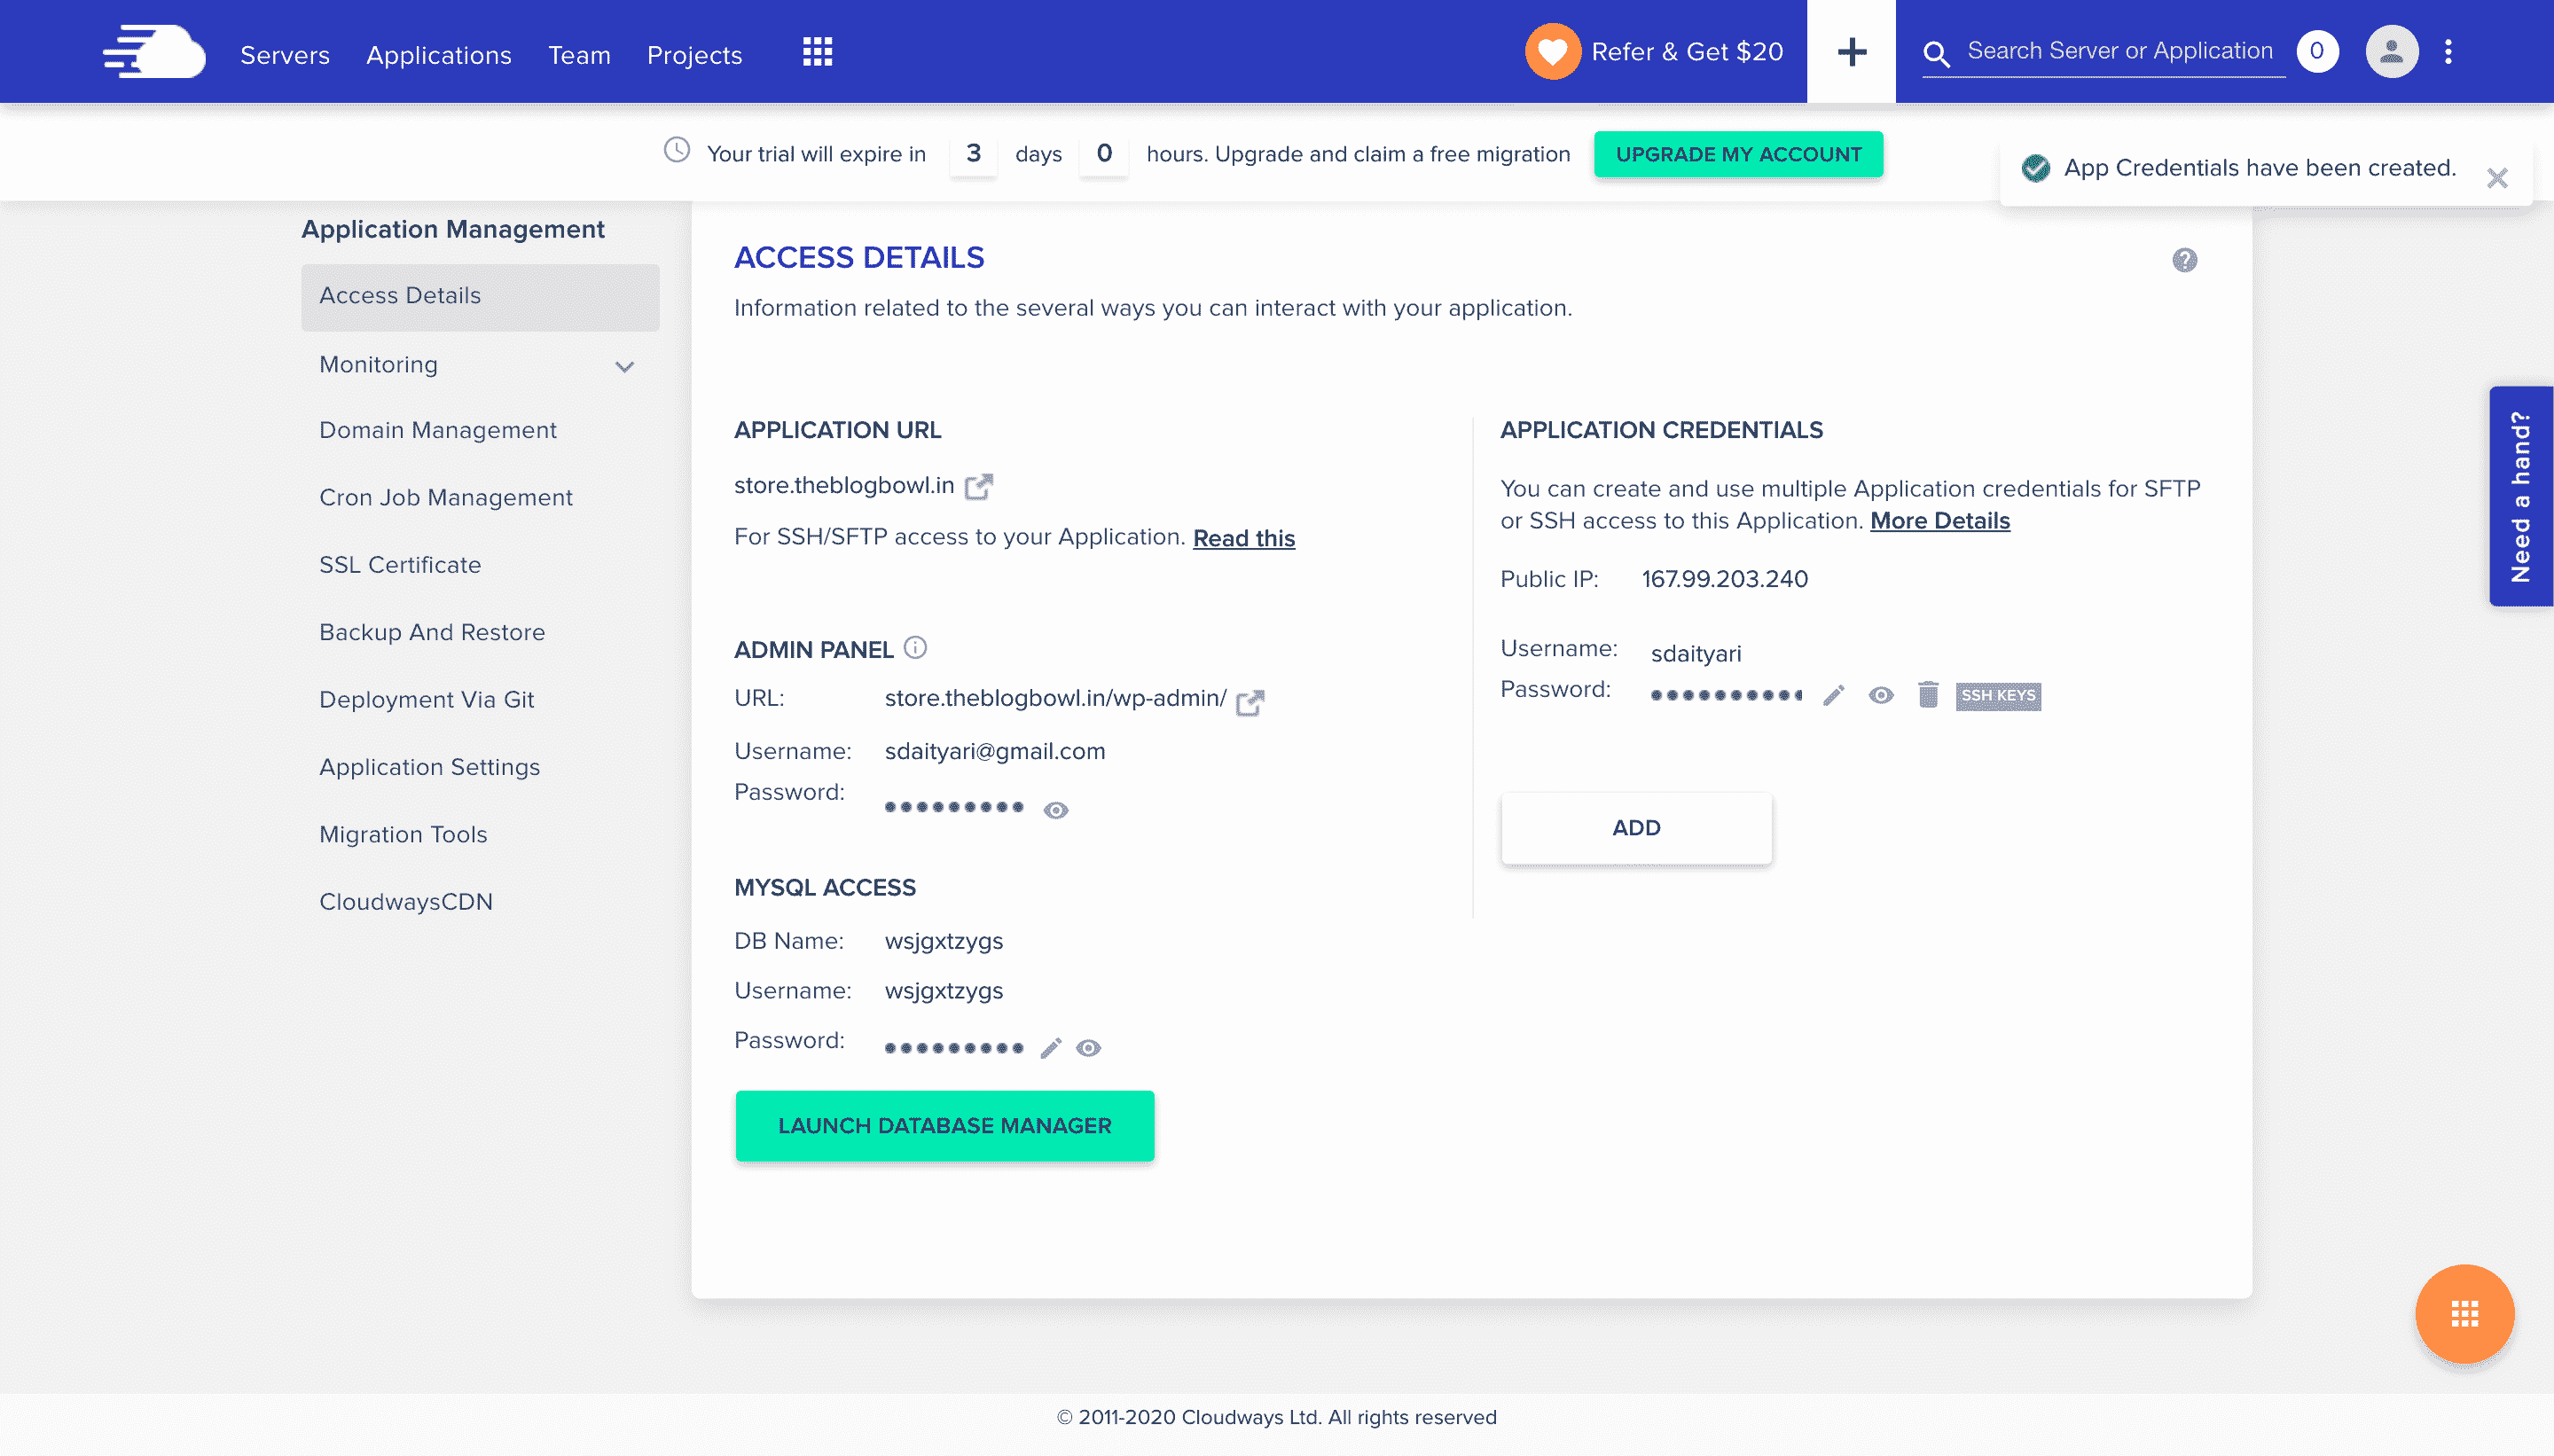 Servers Applications Team Projects
Refer & Get $20
+
Search Server or Application
0
Your trial will expire in 3 days 0 hours. Upgrade and claim a free migration
UPGRADE MY ACCOUNT
App Credentials have been created.
Application Management
Access Details
Monitoring
Domain Management
Cron Job Management
SSL Certificate
Backup And Restore
Deployment Via Git
Application Settings
Migration Tools
CloudwaysCDN
ACCESS DETAILS
Information related to the several ways you can interact with your application.
APPLICATION URL
store.theblogbowl.in
For SSH/SFTP access to your Application. Read this
ADMIN PANEL
URL: store.theblogbowl.in/wp-admin/
Username: sdaityari@gmail.com
Password:
MYSQL ACCESS
DB Name: wsjgxtzygs
Username: wsjgxtzygs
Password:
LAUNCH DATABASE MANAGER
APPLICATION CREDENTIALS
You can create and use multiple Application credentials for SFTP
or SSH access to this Application. More Details
Public IP: 167.99.203.240
Username: sdaityari
Password:
SSH KEYS
ADD
Need a hand?
© 2011-2020 Cloudways Ltd. All rights reserved